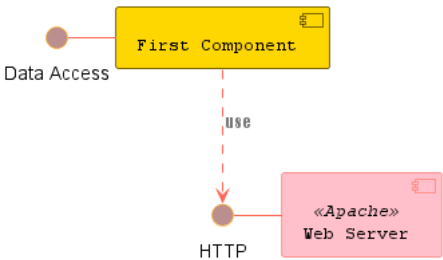 First Component
Data Access
use
«Apache»
Web Server
HTTP